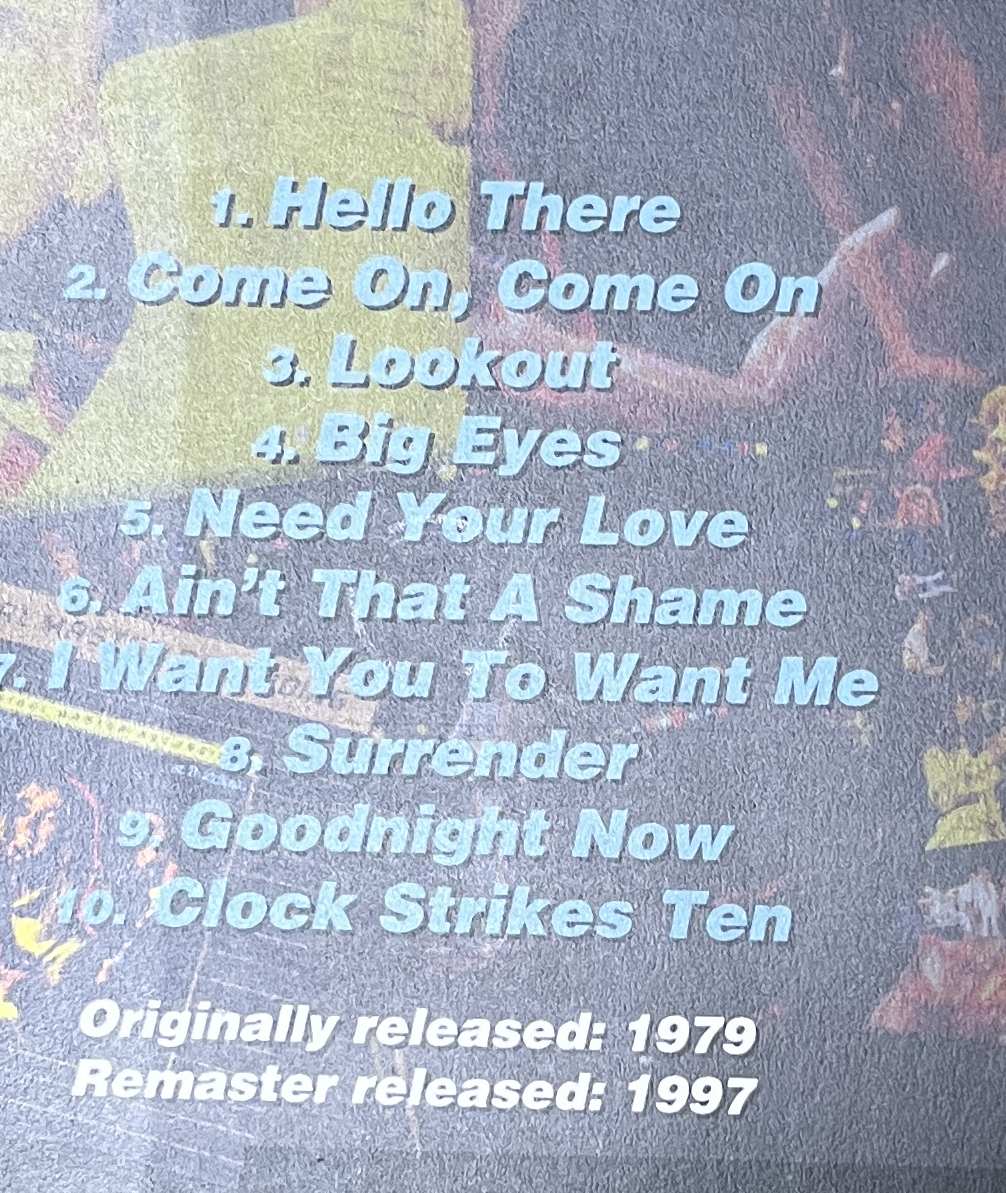 1. Hello There
2. Come On, Come On
3. Lookout
4. Big Eyes
5. Need Your Love
6. Ain't That A Shame
7. I Want You To Want Me
8. Surrender
9. Goodnight Now
10. Clock Strikes Ten
Originally released: 1979
Remaster released: 1997